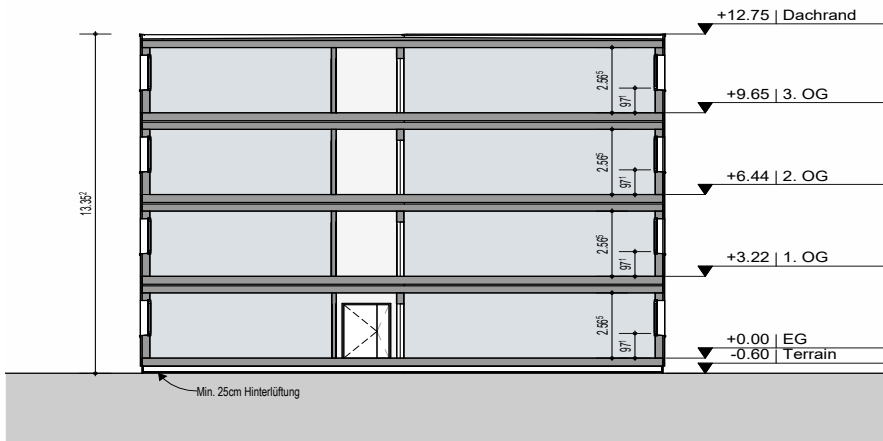 +12.75 | Dachrand
2.56⁵
97¹
+9.65 | 3. OG
2.56⁵
97¹
+6.44 | 2. OG
13.35²
2.56⁵
97¹
+3.22 | 1. OG
2.56⁵
97¹
+0.00 | EG
-0.60 | Terrain
Min. 25cm Hinterlüftung